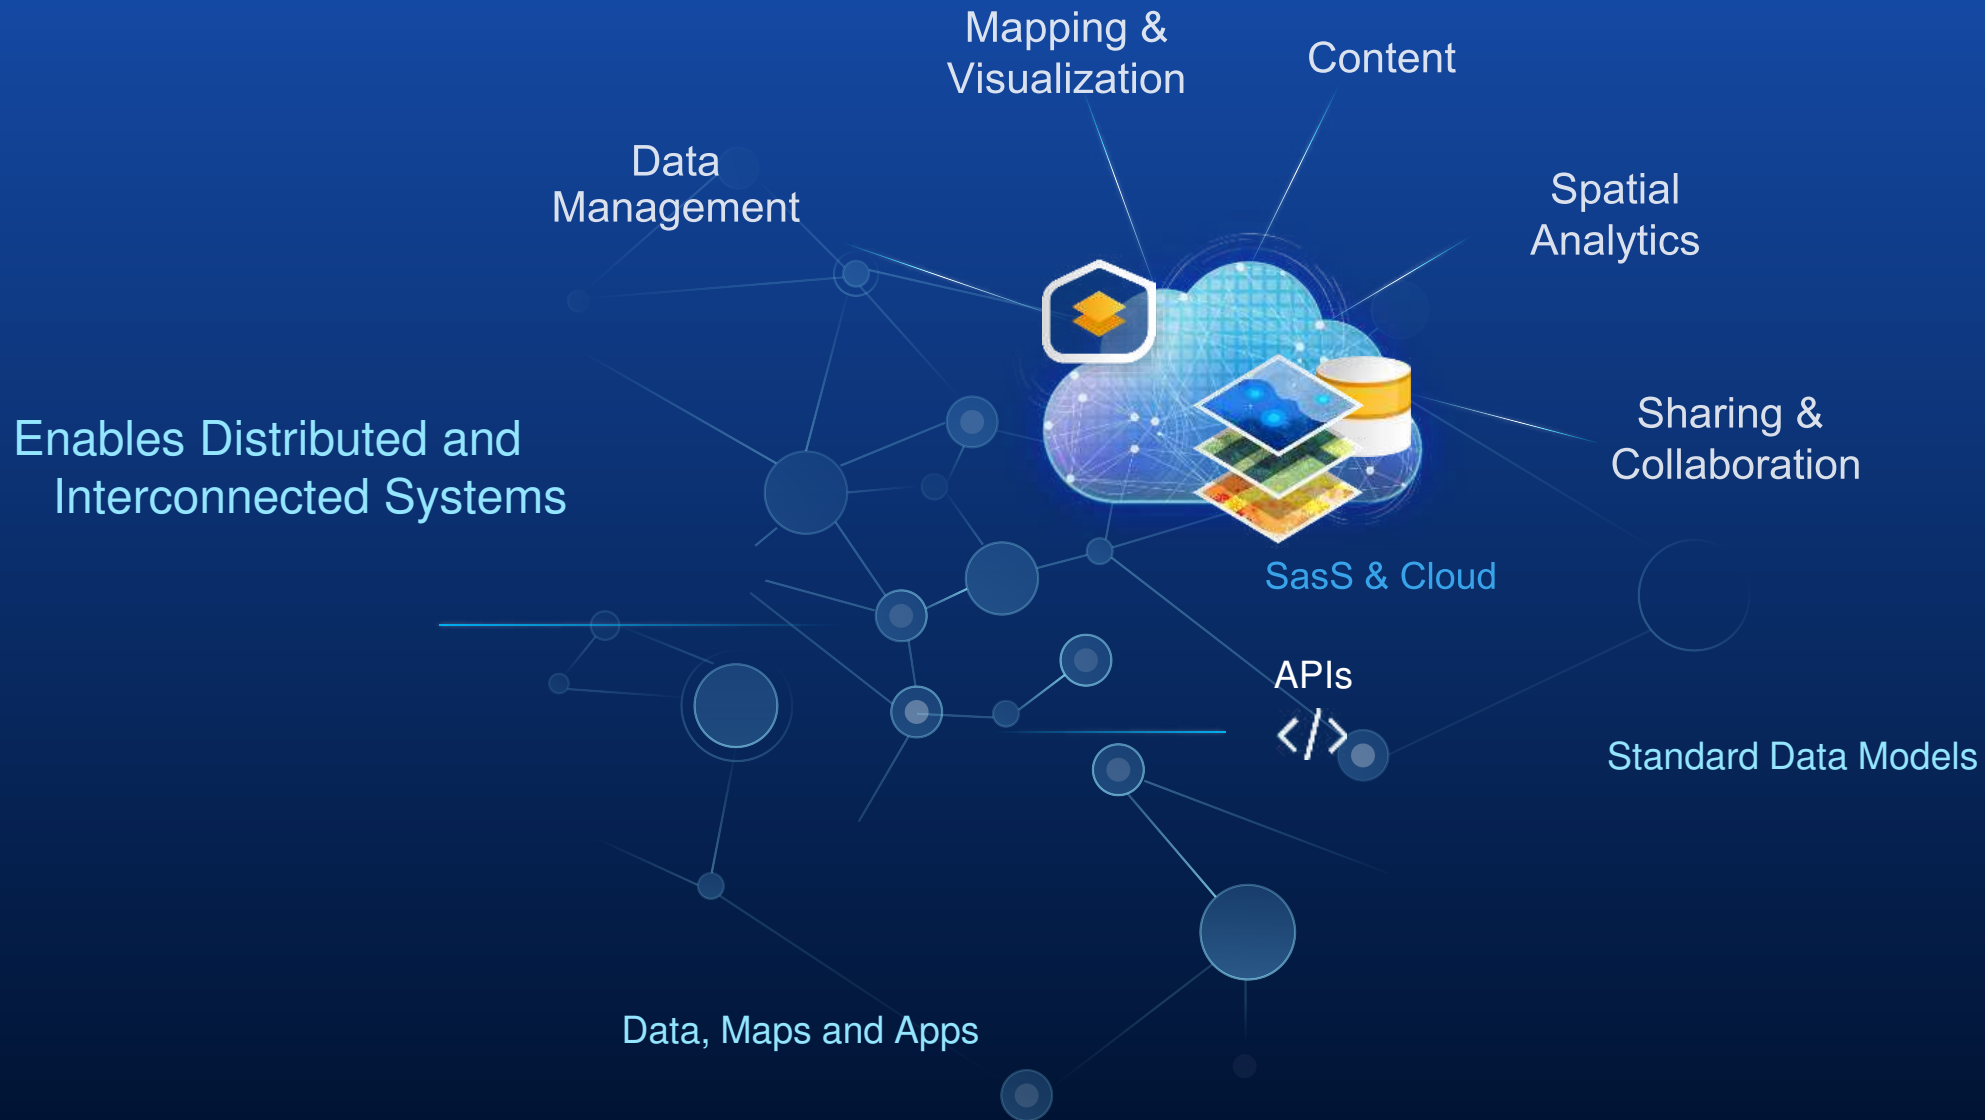 Mapping &
Visualization
Content
Data
Management
Spatial
Analytics
Enables Distributed and
Interconnected Systems
Sharing &
Collaboration
SasS & Cloud
APIs
</>
Standard Data Models
Data, Maps and Apps